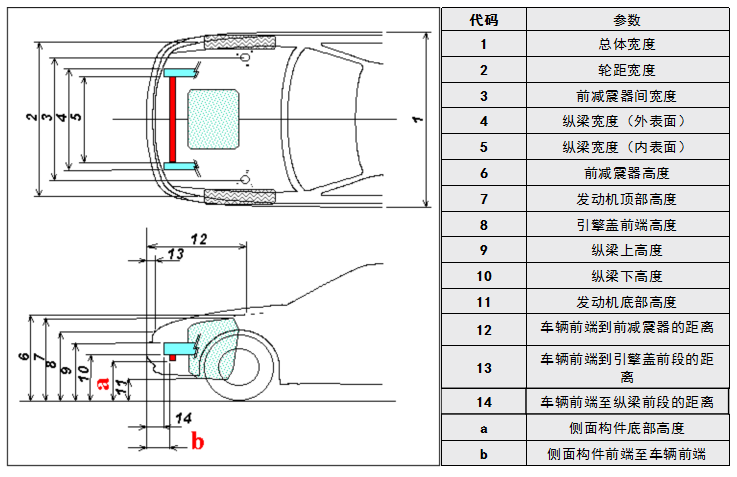 2
3
4
5
1
12
13
6
7
8
9
10
a
11
14
b
代码 参数
1 总体宽度
2 轮距宽度
3 前减震器间宽度
4 纵梁宽度（外表面）
5 纵梁宽度（内表面）
6 前减震器高度
7 发动机顶部高度
8 引擎盖前端高度
9 纵梁上高度
10 纵梁下高度
11 发动机底部高度
12 车辆前端到前减震器的距离
13 车辆前端到引擎盖前段的距
离
14 车辆前端至纵梁前段的距离
a 侧面构件底部高度
b 侧面构件前端至车辆前端